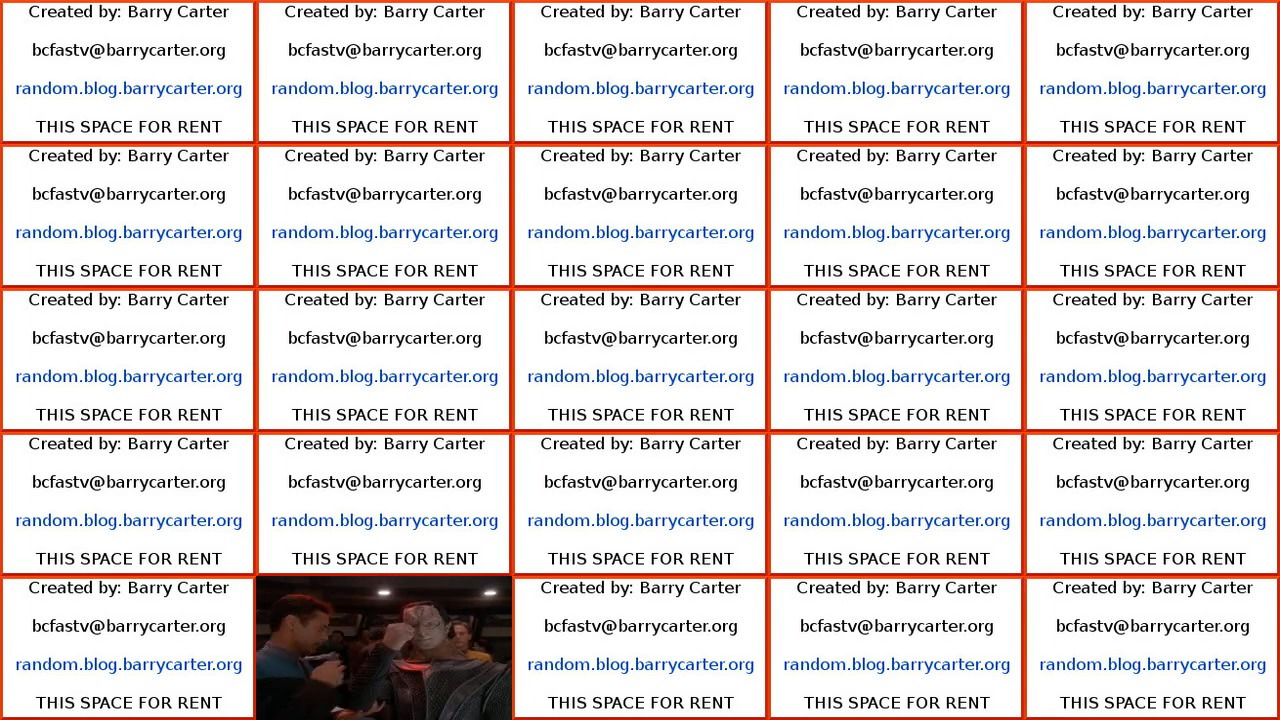 Created by: Barry Carter
bcfastv@barrycarter.org
random.blog.barrycarter.org
THIS SPACE FOR RENT
Created by: Barry Carter
bcfastv@barrycarter.org
random.blog.barrycarter.org
THIS SPACE FOR RENT
Created by: Barry Carter
bcfastv@barrycarter.org
random.blog.barrycarter.org
THIS SPACE FOR RENT
Created by: Barry Carter
bcfastv@barrycarter.org
random.blog.barrycarter.org
THIS SPACE FOR RENT
Created by: Barry Carter
bcfastv@barrycarter.org
random.blog.barrycarter.org
THIS SPACE FOR RENT
Created by: Barry Carter
bcfastv@barrycarter.org
random.blog.barrycarter.org
THIS SPACE FOR RENT
Created by: Barry Carter
bcfastv@barrycarter.org
random.blog.barrycarter.org
THIS SPACE FOR RENT
Created by: Barry Carter
bcfastv@barrycarter.org
random.blog.barrycarter.org
THIS SPACE FOR RENT
Created by: Barry Carter
bcfastv@barrycarter.org
random.blog.barrycarter.org
THIS SPACE FOR RENT
Created by: Barry Carter
bcfastv@barrycarter.org
random.blog.barrycarter.org
THIS SPACE FOR RENT
Created by: Barry Carter
bcfastv@barrycarter.org
random.blog.barrycarter.org
THIS SPACE FOR RENT
Created by: Barry Carter
bcfastv@barrycarter.org
random.blog.barrycarter.org
THIS SPACE FOR RENT
Created by: Barry Carter
bcfastv@barrycarter.org
random.blog.barrycarter.org
THIS SPACE FOR RENT
Created by: Barry Carter
bcfastv@barrycarter.org
random.blog.barrycarter.org
THIS SPACE FOR RENT
Created by: Barry Carter
bcfastv@barrycarter.org
random.blog.barrycarter.org
THIS SPACE FOR RENT
Created by: Barry Carter
bcfastv@barrycarter.org
random.blog.barrycarter.org
THIS SPACE FOR RENT
Created by: Barry Carter
bcfastv@barrycarter.org
random.blog.barrycarter.org
THIS SPACE FOR RENT
Created by: Barry Carter
bcfastv@barrycarter.org
random.blog.barrycarter.org
THIS SPACE FOR RENT
Created by: Barry Carter
bcfastv@barrycarter.org
random.blog.barrycarter.org
THIS SPACE FOR RENT
Created by: Barry Carter
bcfastv@barrycarter.org
random.blog.barrycarter.org
THIS SPACE FOR RENT
Created by: Barry Carter
bcfastv@barrycarter.org
random.blog.barrycarter.org
THIS SPACE FOR RENT
Created by: Barry Carter
bcfastv@barrycarter.org
random.blog.barrycarter.org
THIS SPACE FOR RENT
Created by: Barry Carter
bcfastv@barrycarter.org
random.blog.barrycarter.org
THIS SPACE FOR RENT
Created by: Barry Carter
bcfastv@barrycarter.org
random.blog.barrycarter.org
THIS SPACE FOR RENT